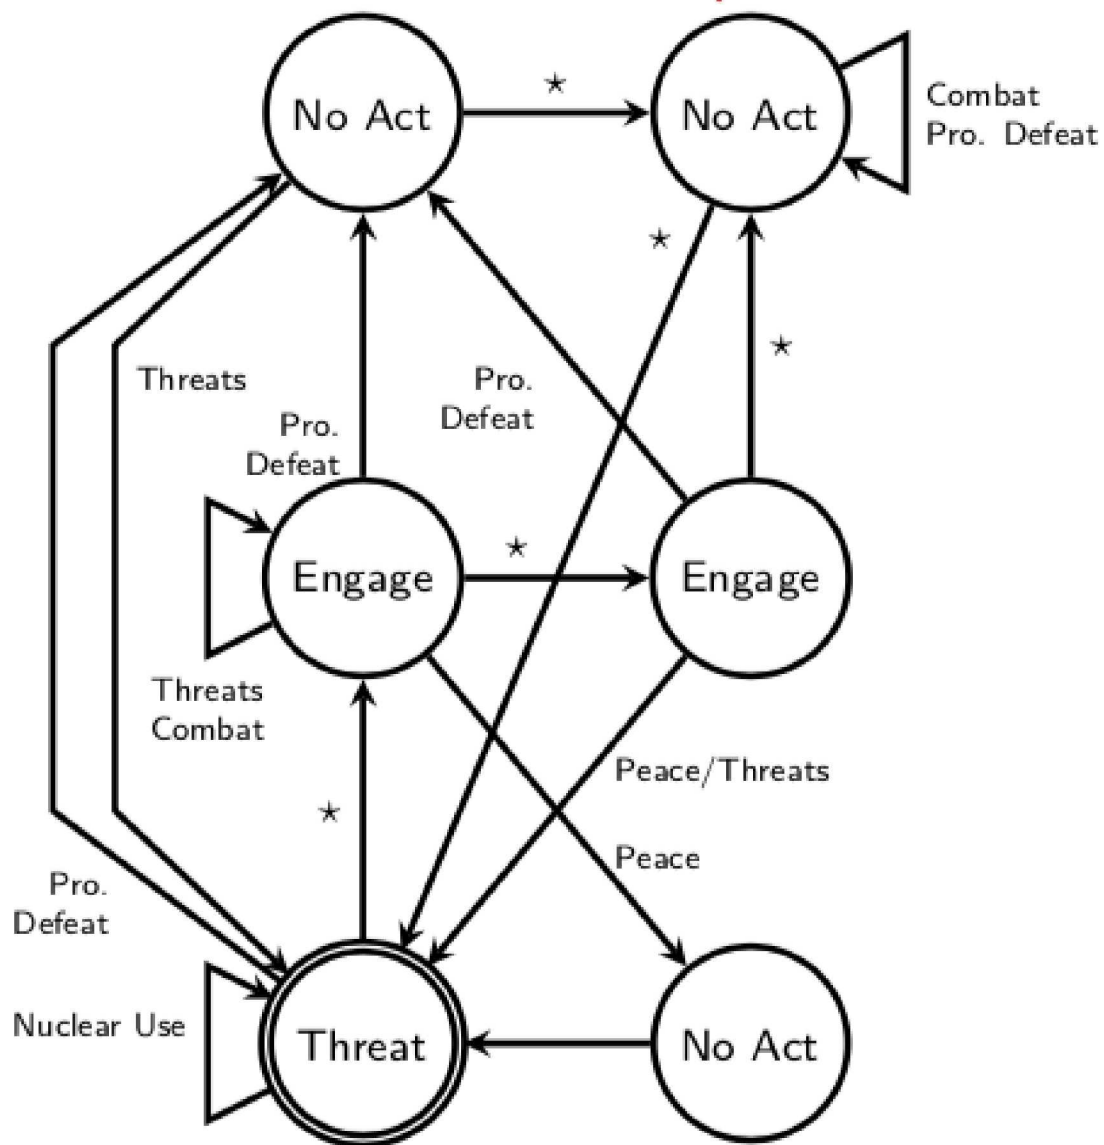 No Act
⋆
No Act
Combat
Pro. Defeat
⋆
⋆
Threats
Pro.
Defeat
Pro.
Defeat
Engage
⋆
Engage
Threats
Combat
⋆
Peace/Threats
Peace
Pro.
Defeat
Nuclear Use
Threat
No Act